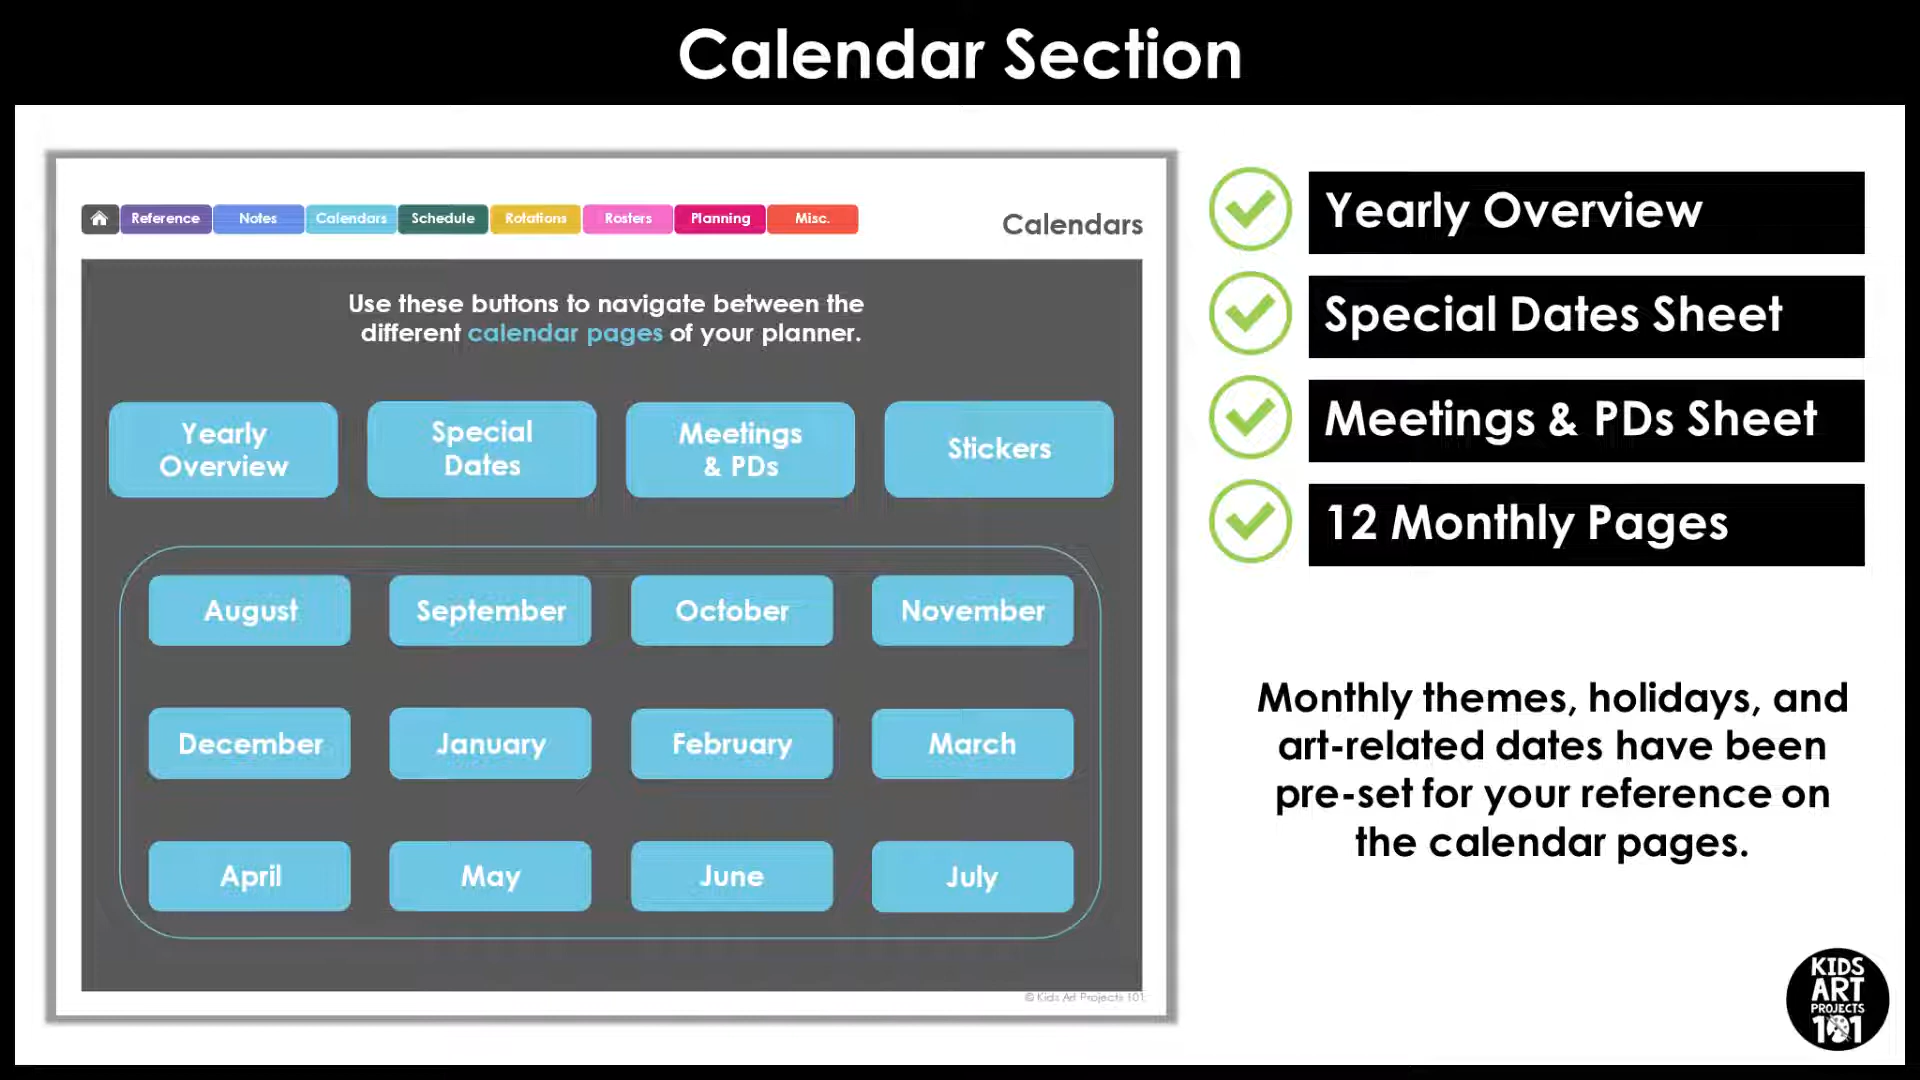 Calendar Section
Reference Notes Calendars Schedule Rotations Rosters Planning Misc.
Calendars
Use these buttons to navigate between the
different calendar pages of your planner.
Yearly
Overview
Special
Dates
Meetings
& PDs
Stickers
August September October November
December January February March
April May June July
© Kids Art Projects 101
Yearly Overview
Special Dates Sheet
Meetings & PDs Sheet
12 Monthly Pages
Monthly themes, holidays, and
art-related dates have been
pre-set for your reference on
the calendar pages.
KIDS
ART
PROJECTS
101